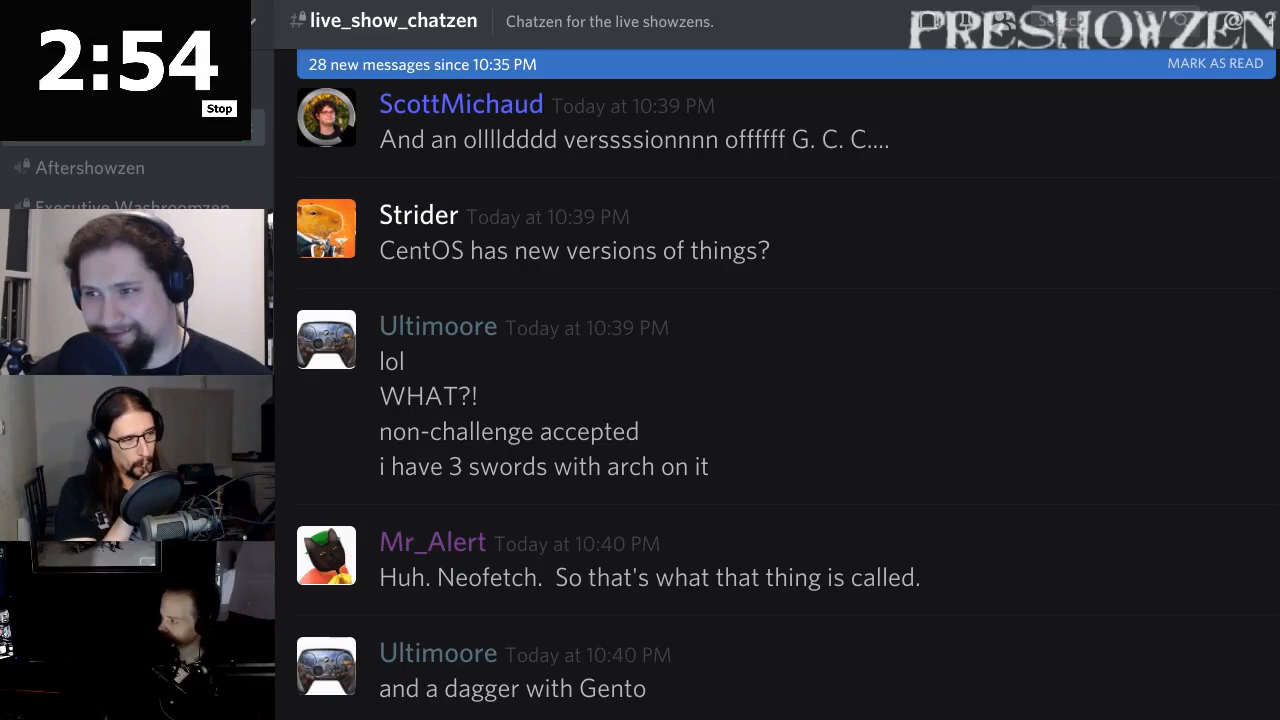 2:54
Stop
live_show_chatzen
Chatzen for the live showzens.
PRESHOWZEN
28 new messages since 10:35 PM
MARK AS READ
Aftershowzen
Executive Washroomzen
ScottMichaud Today at 10:39 PM
And an olllldddd verssssionnnn offffff G. C. C....
Strider Today at 10:39 PM
CentOS has new versions of things?
Ultimoore Today at 10:39 PM
lol
WHAT?!
non-challenge accepted
i have 3 swords with arch on it
Mr_Alert Today at 10:40 PM
Huh. Neofetch.  So that's what that thing is called.
Ultimoore Today at 10:40 PM
and a dagger with Gento